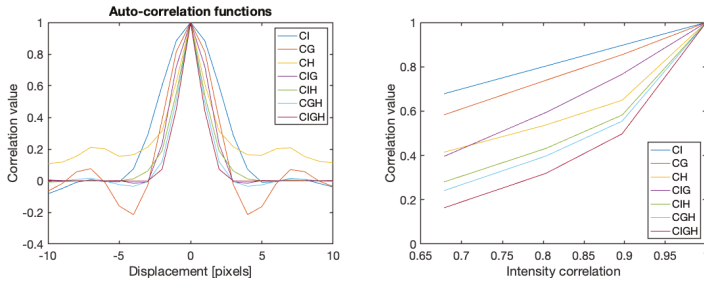 Auto-correlation functions
Correlation value
1
0.8
0.6
0.4
0.2
0
-0.2
-0.4
-10
-5
0
5
10
Displacement [pixels]
CI
CG
CH
CIG
CIH
CGH
CIGH
Correlation value
1
0.8
0.6
0.4
0.2
0
0.65
0.7
0.75
0.8
0.85
0.9
0.95
1
Intensity correlation
CI
CG
CH
CIG
CIH
CGH
CIGH